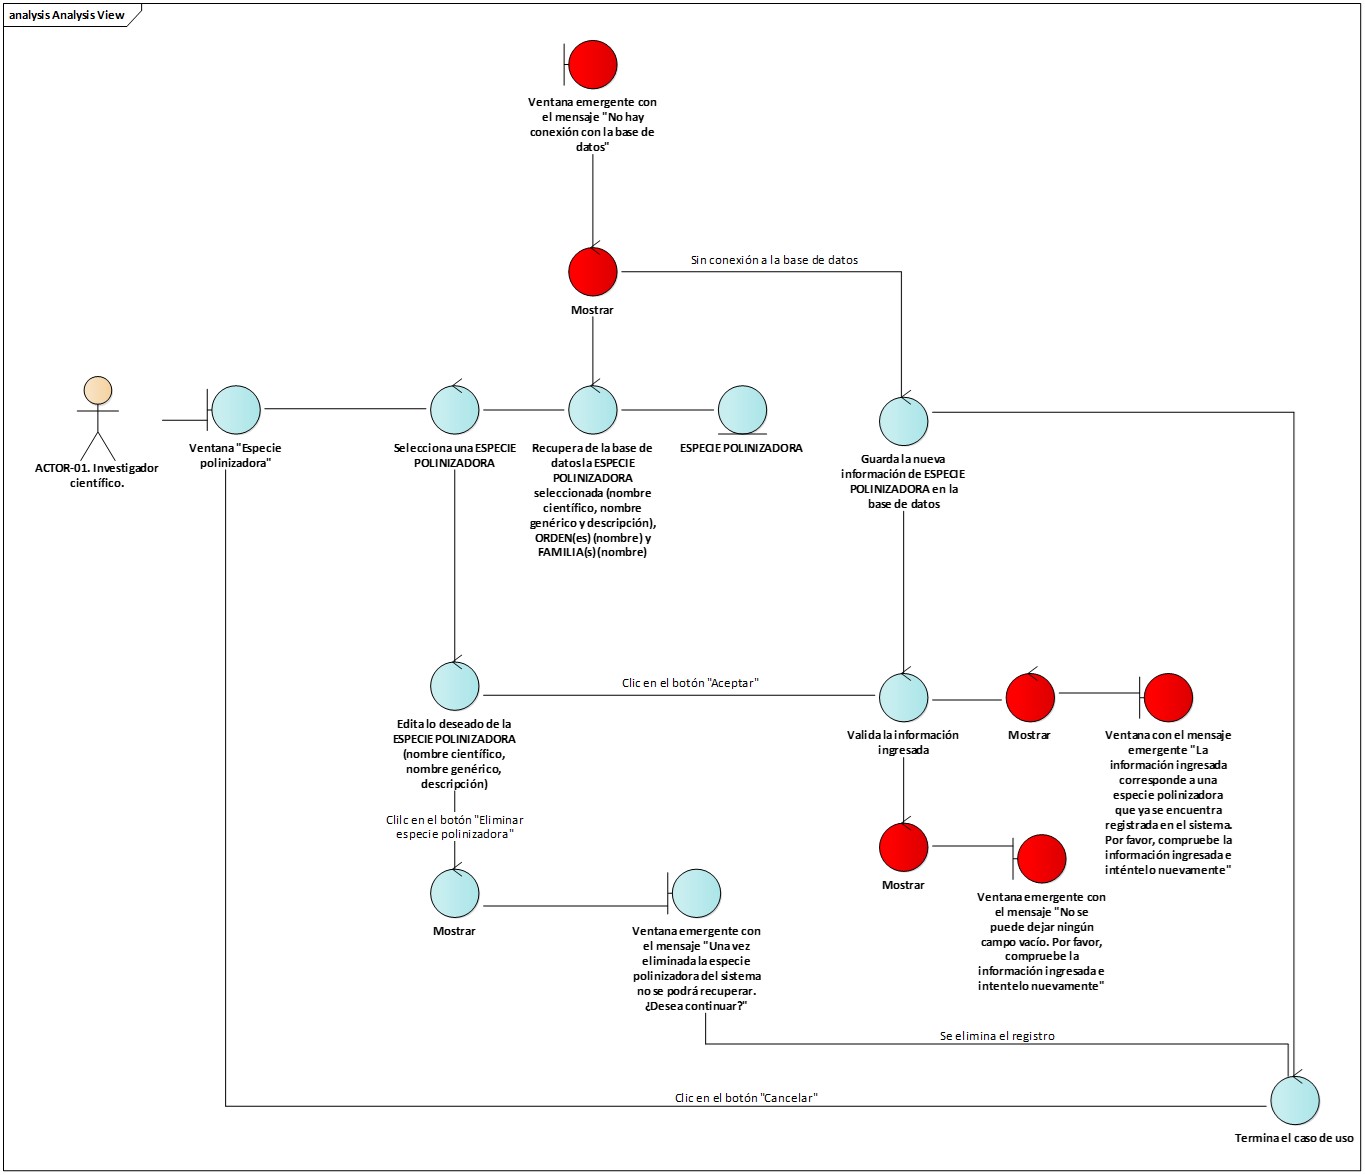 analysis Analysis View
Ventana emergente con
el mensaje "No hay
conexión con la base de
datos"
Sin conexión a la base de datos
Mostrar
ACTOR-01. Investigador
científico.
Ventana "Especie
polinizadora"
Selecciona una ESPECIE
POLINIZADORA
Recupera de la base de
datos la ESPECIE
POLINIZADORA
seleccionada (nombre
científico, nombre
genérico y descripción),
ORDEN(es) (nombre) y
FAMILIA(s) (nombre)
ESPECIE POLINIZADORA
Guarda la nueva
información de ESPECIE
POLINIZADORA en la
base de datos
Clic en el botón "Aceptar"
Edita lo deseado de la
ESPECIE POLINIZADORA
(nombre científico,
nombre genérico,
descripción)
Valida la información
ingresada
Mostrar
Ventana con el mensaje
emergente "La
información ingresada
corresponde a una
especie polinizadora
que ya se encuentra
registrada en el sistema.
Por favor, compruebe la
información ingresada e
inténtelo nuevamente"
Clilc en el botón "Eliminar
especie polinizadora"
Mostrar
Ventana emergente con
el mensaje "No se
puede dejar ningún
campo vacío. Por favor,
compruebe la
información ingresada e
intentelo nuevamente"
Mostrar
Ventana emergente con
el mensaje "Una vez
eliminada la especie
polinizadora del sistema
no se podrá recuperar.
¿Desea continuar?"
Se elimina el registro
Clic en el botón "Cancelar"
Termina el caso de uso